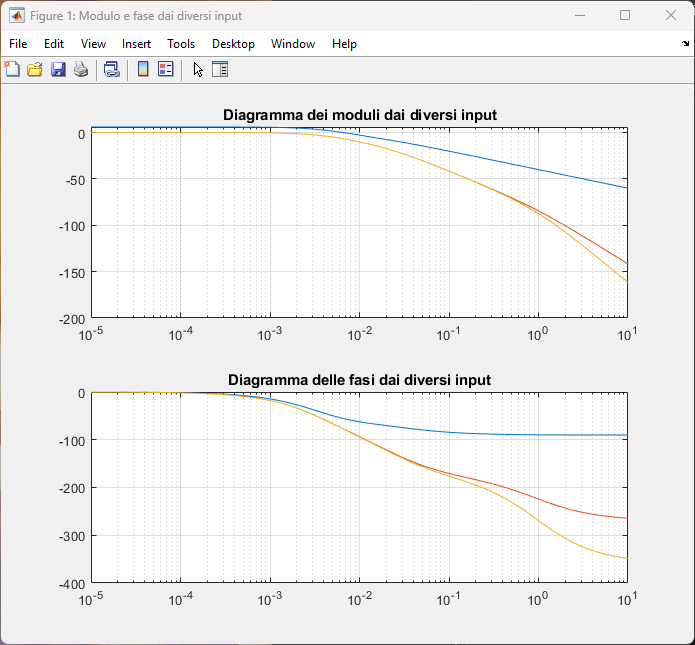 Figure 1: Modulo e fase dai diversi input
File Edit View Insert Tools Desktop Window Help
Diagramma dei moduli dai diversi input
0
-50
-100
-150
-200
10^-5 10^-4 10^-3 10^-2 10^-1 10^0 10^1
Diagramma delle fasi dai diversi input
0
-100
-200
-300
-400
10^-5 10^-4 10^-3 10^-2 10^-1 10^0 10^1